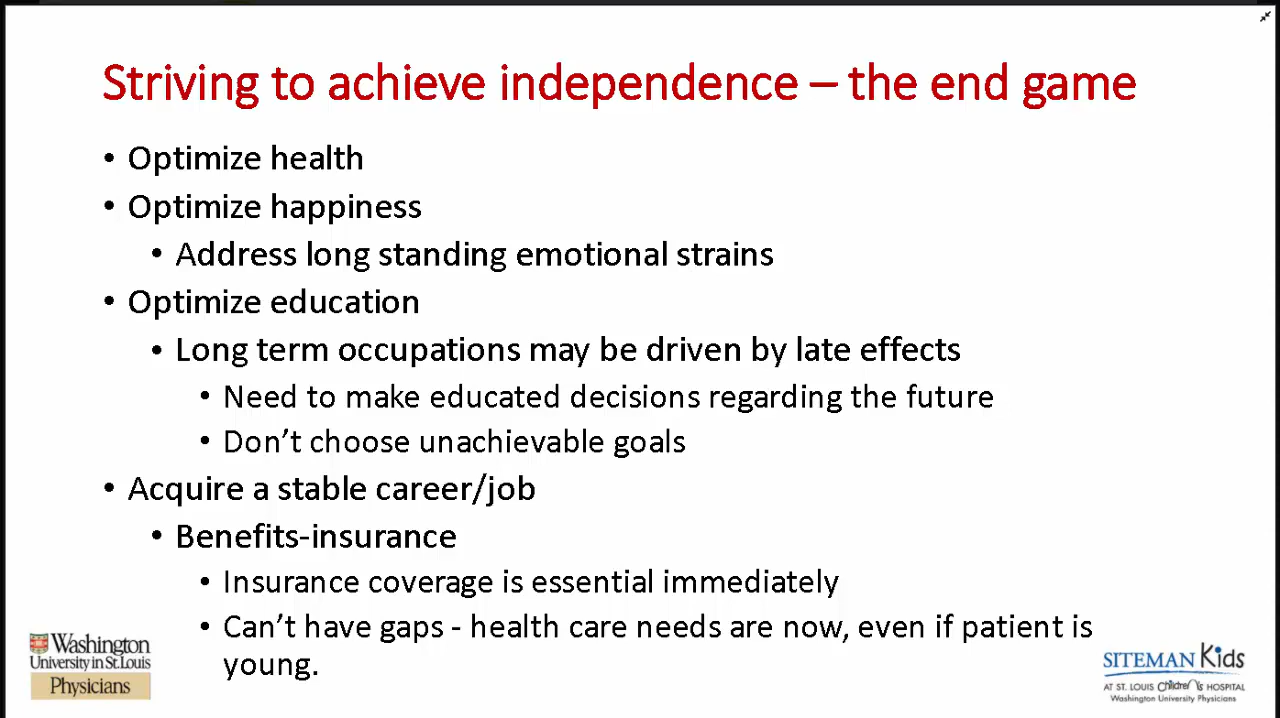 Striving to achieve independence – the end game
• Optimize health
• Optimize happiness
• Address long standing emotional strains
• Optimize education
• Long term occupations may be driven by late effects
• Need to make educated decisions regarding the future
• Don't choose unachievable goals
• Acquire a stable career/job
• Benefits-insurance
• Insurance coverage is essential immediately
• Can't have gaps - health care needs are now, even if patient is
young.
Washington
University in St. Louis
Physicians
SITEMAN Kids
AT ST. LOUIS Children's HOSPITAL
Washington University Physicians